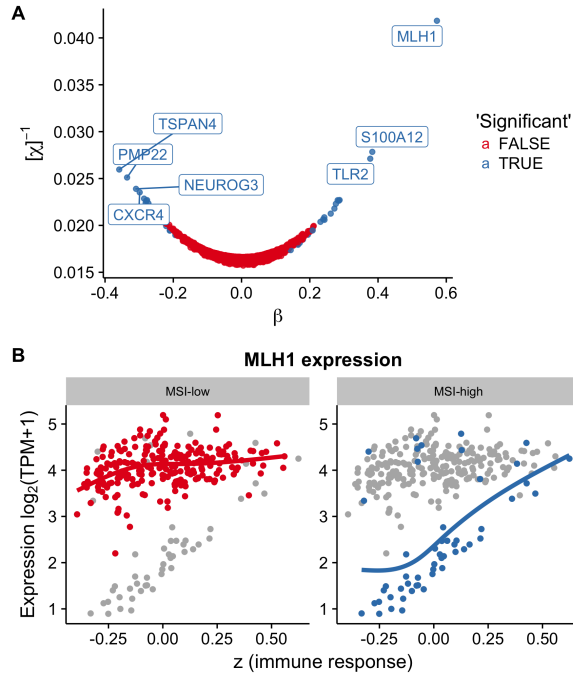 A
0.040
0.035
0.030
0.025
0.020
0.015
[χ]⁻¹
MLH1
TSPAN4
S100A12
PMP22
TLR2
NEUROG3
CXCR4
'Significant'
a FALSE
a TRUE
-0.4 -0.2 0.0 0.2 0.4 0.6
β
B
MLH1 expression
MSI-low MSI-high
Expression log₂(TPM+1)
5
4
3
2
1
-0.25 0.00 0.25 0.50 -0.25 0.00 0.25 0.50
z (immune response)